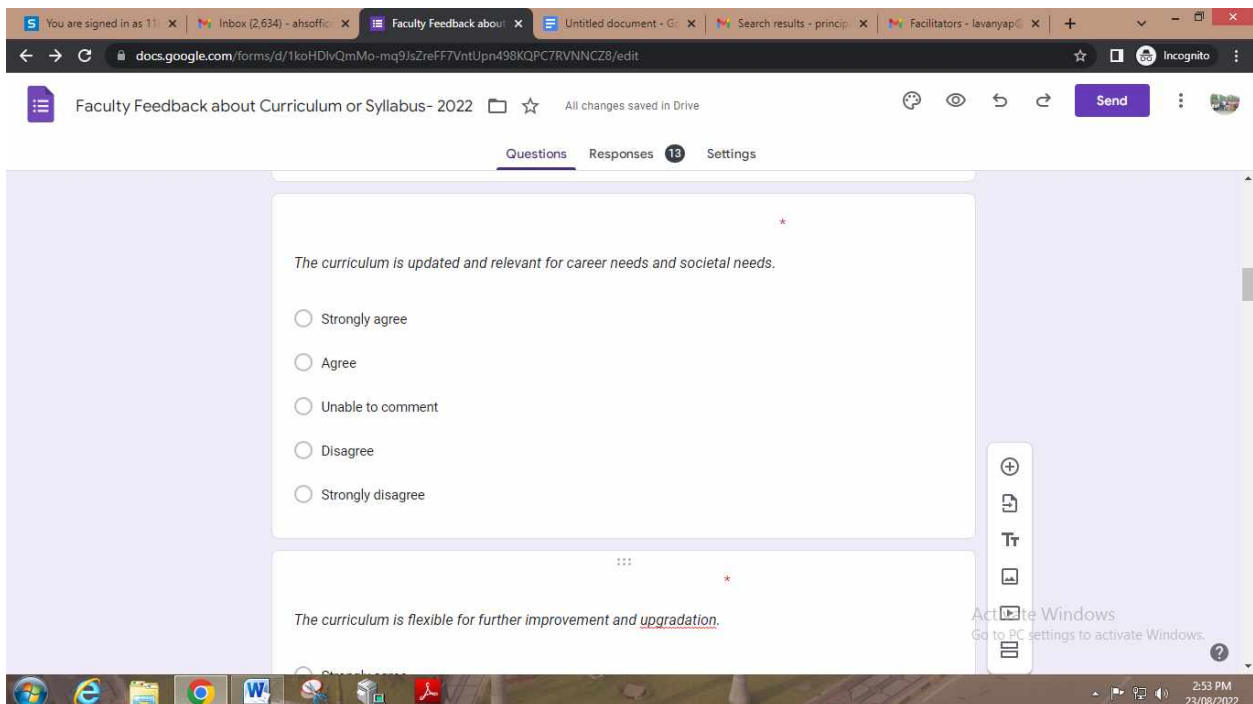 You are signed in as 11
Inbox (2,634) - ahsoffic
Faculty Feedback about
Untitled document - G
Search results - princip
Facilitators - lavanyap
docs.google.com/forms/d/1koHDlvQmMo-mq9JsZreFF7VntUpn498KQPC7RVNNCZ8/edit
Incognito
Faculty Feedback about Curriculum or Syllabus- 2022
All changes saved in Drive
Send
Questions Responses 13 Settings
*
The curriculum is updated and relevant for career needs and societal needs.
Strongly agree
Agree
Unable to comment
Disagree
Strongly disagree
*
The curriculum is flexible for further improvement and upgradation.
Strongly agree
Activate Windows
Go to PC settings to activate Windows.
2:53 PM
23/08/2022